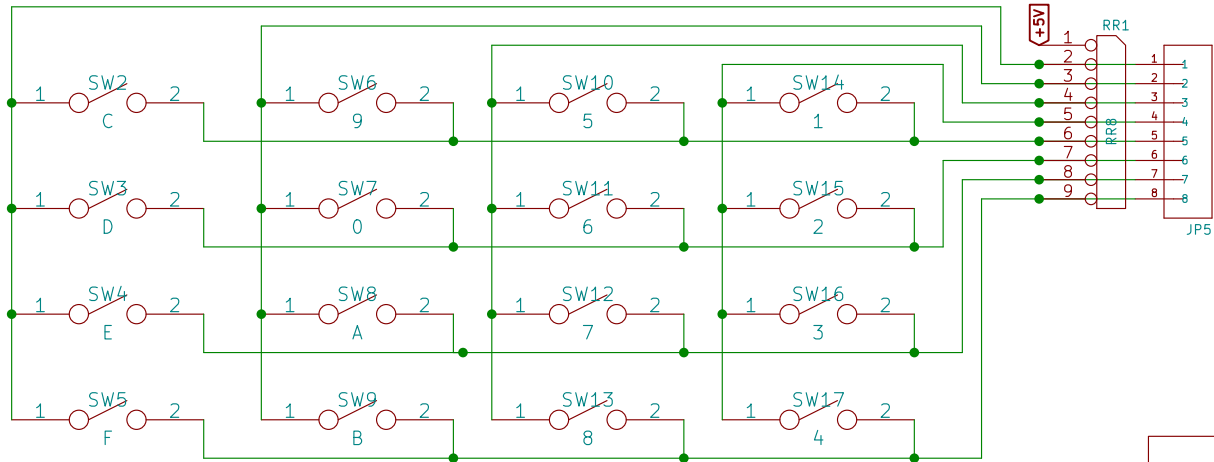 +5V
RR1
1
2
3
4
5
6
7
8
9
RR8
1 1
2 2
3 3
4 4
5 5
6 6
7 7
8 8
JP5
1 SW2 2
C
1 SW6 2
9
1 SW10 2
5
1 SW14 2
1
1 SW3 2
D
1 SW7 2
0
1 SW11 2
6
1 SW15 2
2
1 SW4 2
E
1 SW8 2
A
1 SW12 2
7
1 SW16 2
3
1 SW5 2
F
1 SW9 2
B
1 SW13 2
8
1 SW17 2
4